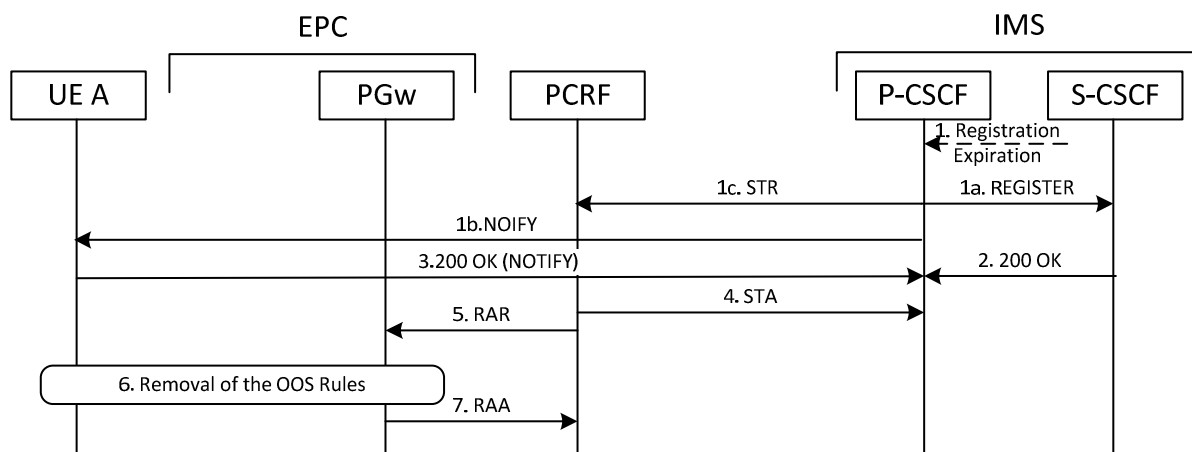 EPC
IMS
UE A
PGw
PCRF
P-CSCF
S-CSCF
1. Registration
Expiration
1c. STR
1a. REGISTER
1b.NOIFY
3.200 OK (NOTIFY)
2. 200 OK
4. STA
5. RAR
6. Removal of the OOS Rules
7. RAA